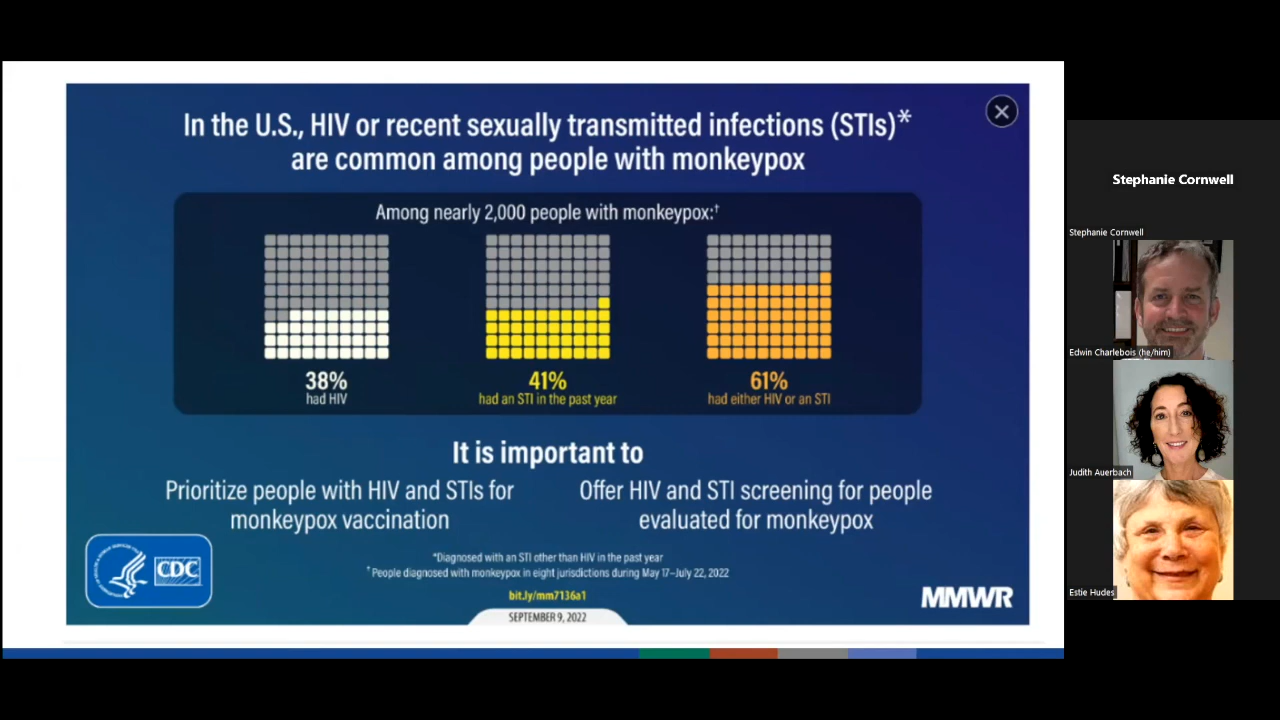 In the U.S., HIV or recent sexually transmitted infections (STIs)*
are common among people with monkeypox
Among nearly 2,000 people with monkeypox:†
38%
had HIV
41%
had an STI in the past year
61%
had either HIV or an STI
It is important to
Prioritize people with HIV and STIs for
monkeypox vaccination
Offer HIV and STI screening for people
evaluated for monkeypox
*Diagnosed with an STI other than HIV in the past year
†People diagnosed with monkeypox in eight jurisdictions during May 17–July 22, 2022
bit.ly/mm7136a1
SEPTEMBER 9, 2022
CDC
MMWR
Stephanie Cornwell
Stephanie Cornwell
Edwin Charlebois (he/him)
Judith Auerbach
Estie Hudes